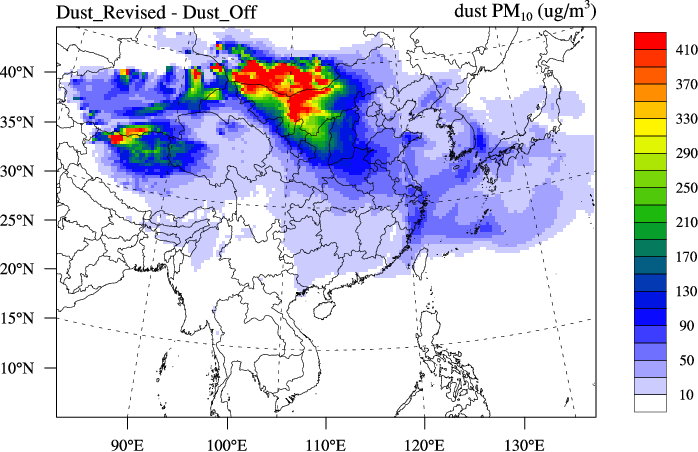 Dust_Revised - Dust_Off dust PM₁₀ (ug/m³)
40°N
35°N
30°N
25°N
20°N
15°N
10°N
90°E 100°E 110°E 120°E 130°E
410
370
330
290
250
210
170
130
90
50
10